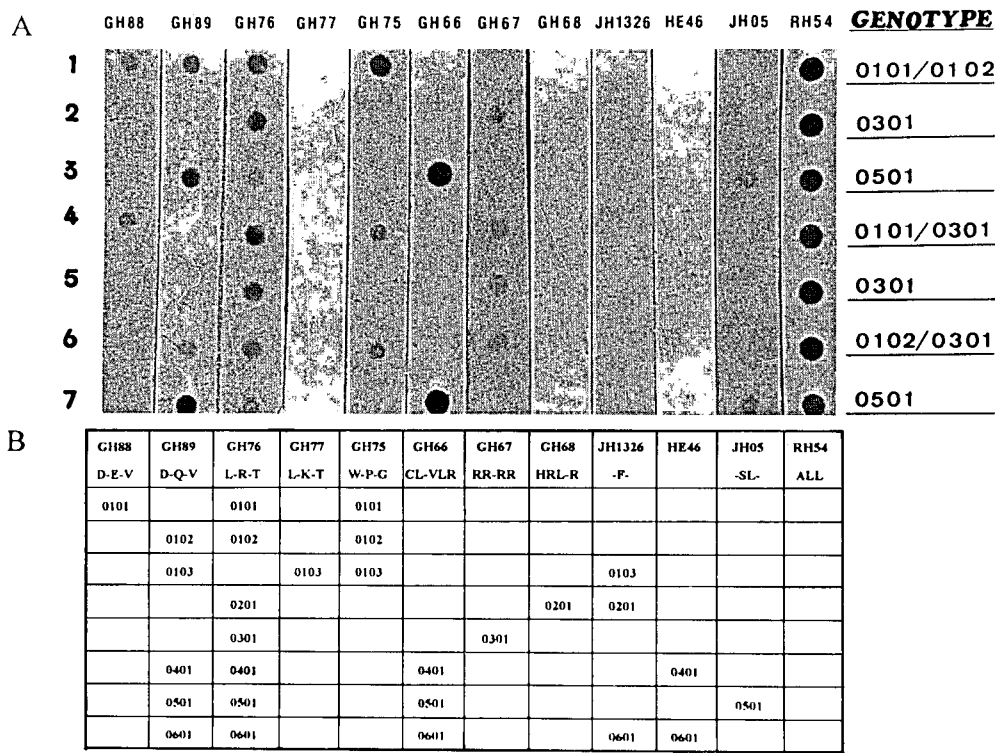 A
GH88 GH89 GH76 GH77 GH75 GH66 GH67 GH68 JH1326 HE46 JH05 RH54 GENOTYPE
1 0101/0102
2 0301
3 0501
4 0101/0301
5 0301
6 0102/0301
7 0501
B
GH88 GH89 GH76 GH77 GH75 GH66 GH67 GH68 JH1326 HE46 JH05 RH54
D-E-V D-Q-V L-R-T L-K-T W-P-G CL-VLR RR-RR HRL-R -F- -SL- ALL
0101 0101 0101
0102 0102 0102
0103 0103 0103 0103
0201 0201 0201
0301 0301
0401 0401 0401 0401
0501 0501 0501 0501
0601 0601 0601 0601 0601